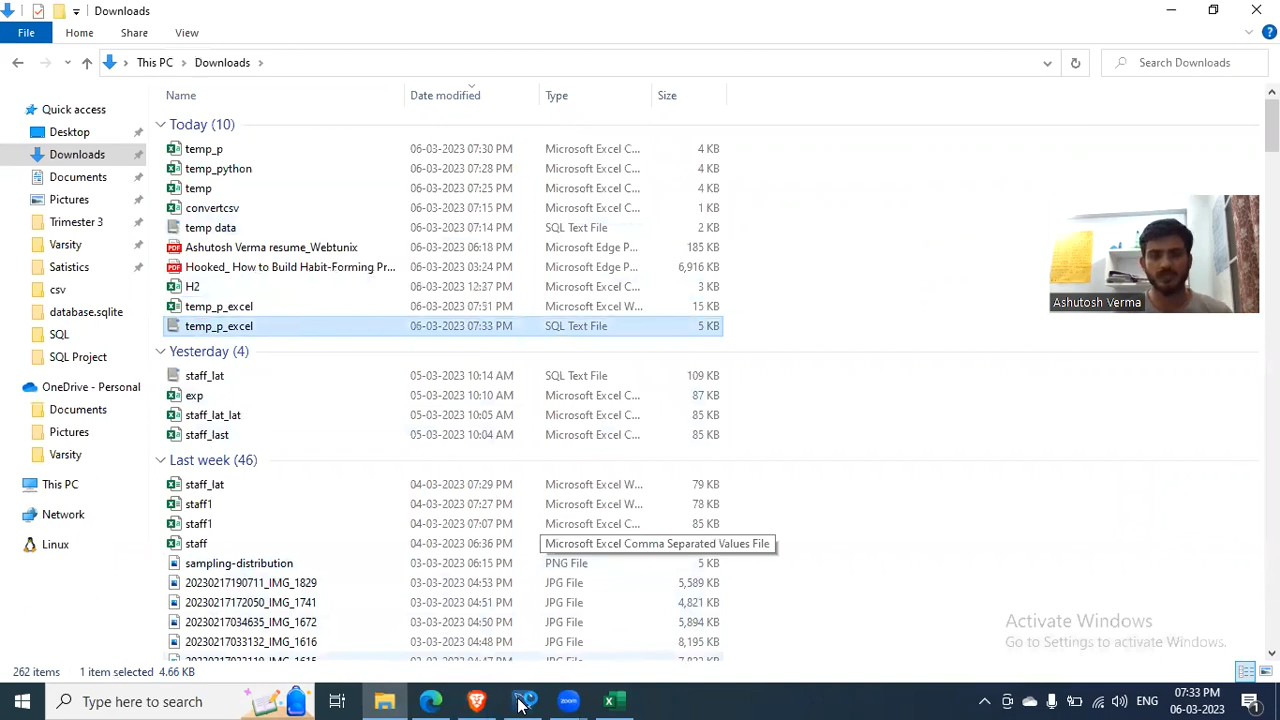 Downloads
File Home Share View
This PC Downloads Search Downloads
Name Date modified Type Size
Quick access
Desktop
Downloads
Documents
Pictures
Trimester 3
Varsity
Satistics
csv
database.sqlite
SQL
SQL Project
OneDrive - Personal
Documents
Pictures
Varsity
This PC
Network
Linux
Today (10)
temp_p 06-03-2023 07:30 PM Microsoft Excel C... 4 KB
temp_python 06-03-2023 07:28 PM Microsoft Excel C... 4 KB
temp 06-03-2023 07:25 PM Microsoft Excel C... 4 KB
convertcsv 06-03-2023 07:15 PM Microsoft Excel C... 1 KB
temp data 06-03-2023 07:14 PM SQL Text File 2 KB
Ashutosh Verma resume_Webtunix 06-03-2023 06:18 PM Microsoft Edge P... 185 KB
Hooked_ How to Build Habit-Forming Pr... 06-03-2023 03:24 PM Microsoft Edge P... 6,916 KB
H2 06-03-2023 12:37 PM Microsoft Excel C... 3 KB
temp_p_excel 06-03-2023 07:31 PM Microsoft Excel W... 15 KB
temp_p_excel 06-03-2023 07:33 PM SQL Text File 5 KB
Yesterday (4)
staff_lat 05-03-2023 10:14 AM SQL Text File 109 KB
exp 05-03-2023 10:10 AM Microsoft Excel C... 87 KB
staff_lat_lat 05-03-2023 10:05 AM Microsoft Excel C... 85 KB
staff_last 05-03-2023 10:04 AM Microsoft Excel C... 85 KB
Last week (46)
staff_lat 04-03-2023 07:29 PM Microsoft Excel W... 79 KB
staff1 04-03-2023 07:27 PM Microsoft Excel W... 78 KB
staff1 04-03-2023 07:07 PM Microsoft Excel C... 85 KB
staff 04-03-2023 06:36 PM
Microsoft Excel Comma Separated Values File
sampling-distribution 03-03-2023 06:15 PM PNG File 5 KB
20230217190711_IMG_1829 03-03-2023 04:53 PM JPG File 5,589 KB
20230217172050_IMG_1741 03-03-2023 04:51 PM JPG File 5,894 KB
20230217034635_IMG_1672 03-03-2023 04:50 PM JPG File 5,894 KB
20230217033132_IMG_1616 03-03-2023 04:48 PM JPG File 8,195 KB
Ashutosh Verma
Activate Windows
Go to Settings to activate Windows.
262 items 1 item selected 4.66 KB
Type here to search
zoom
ENG
07:33 PM
06-03-2023
1